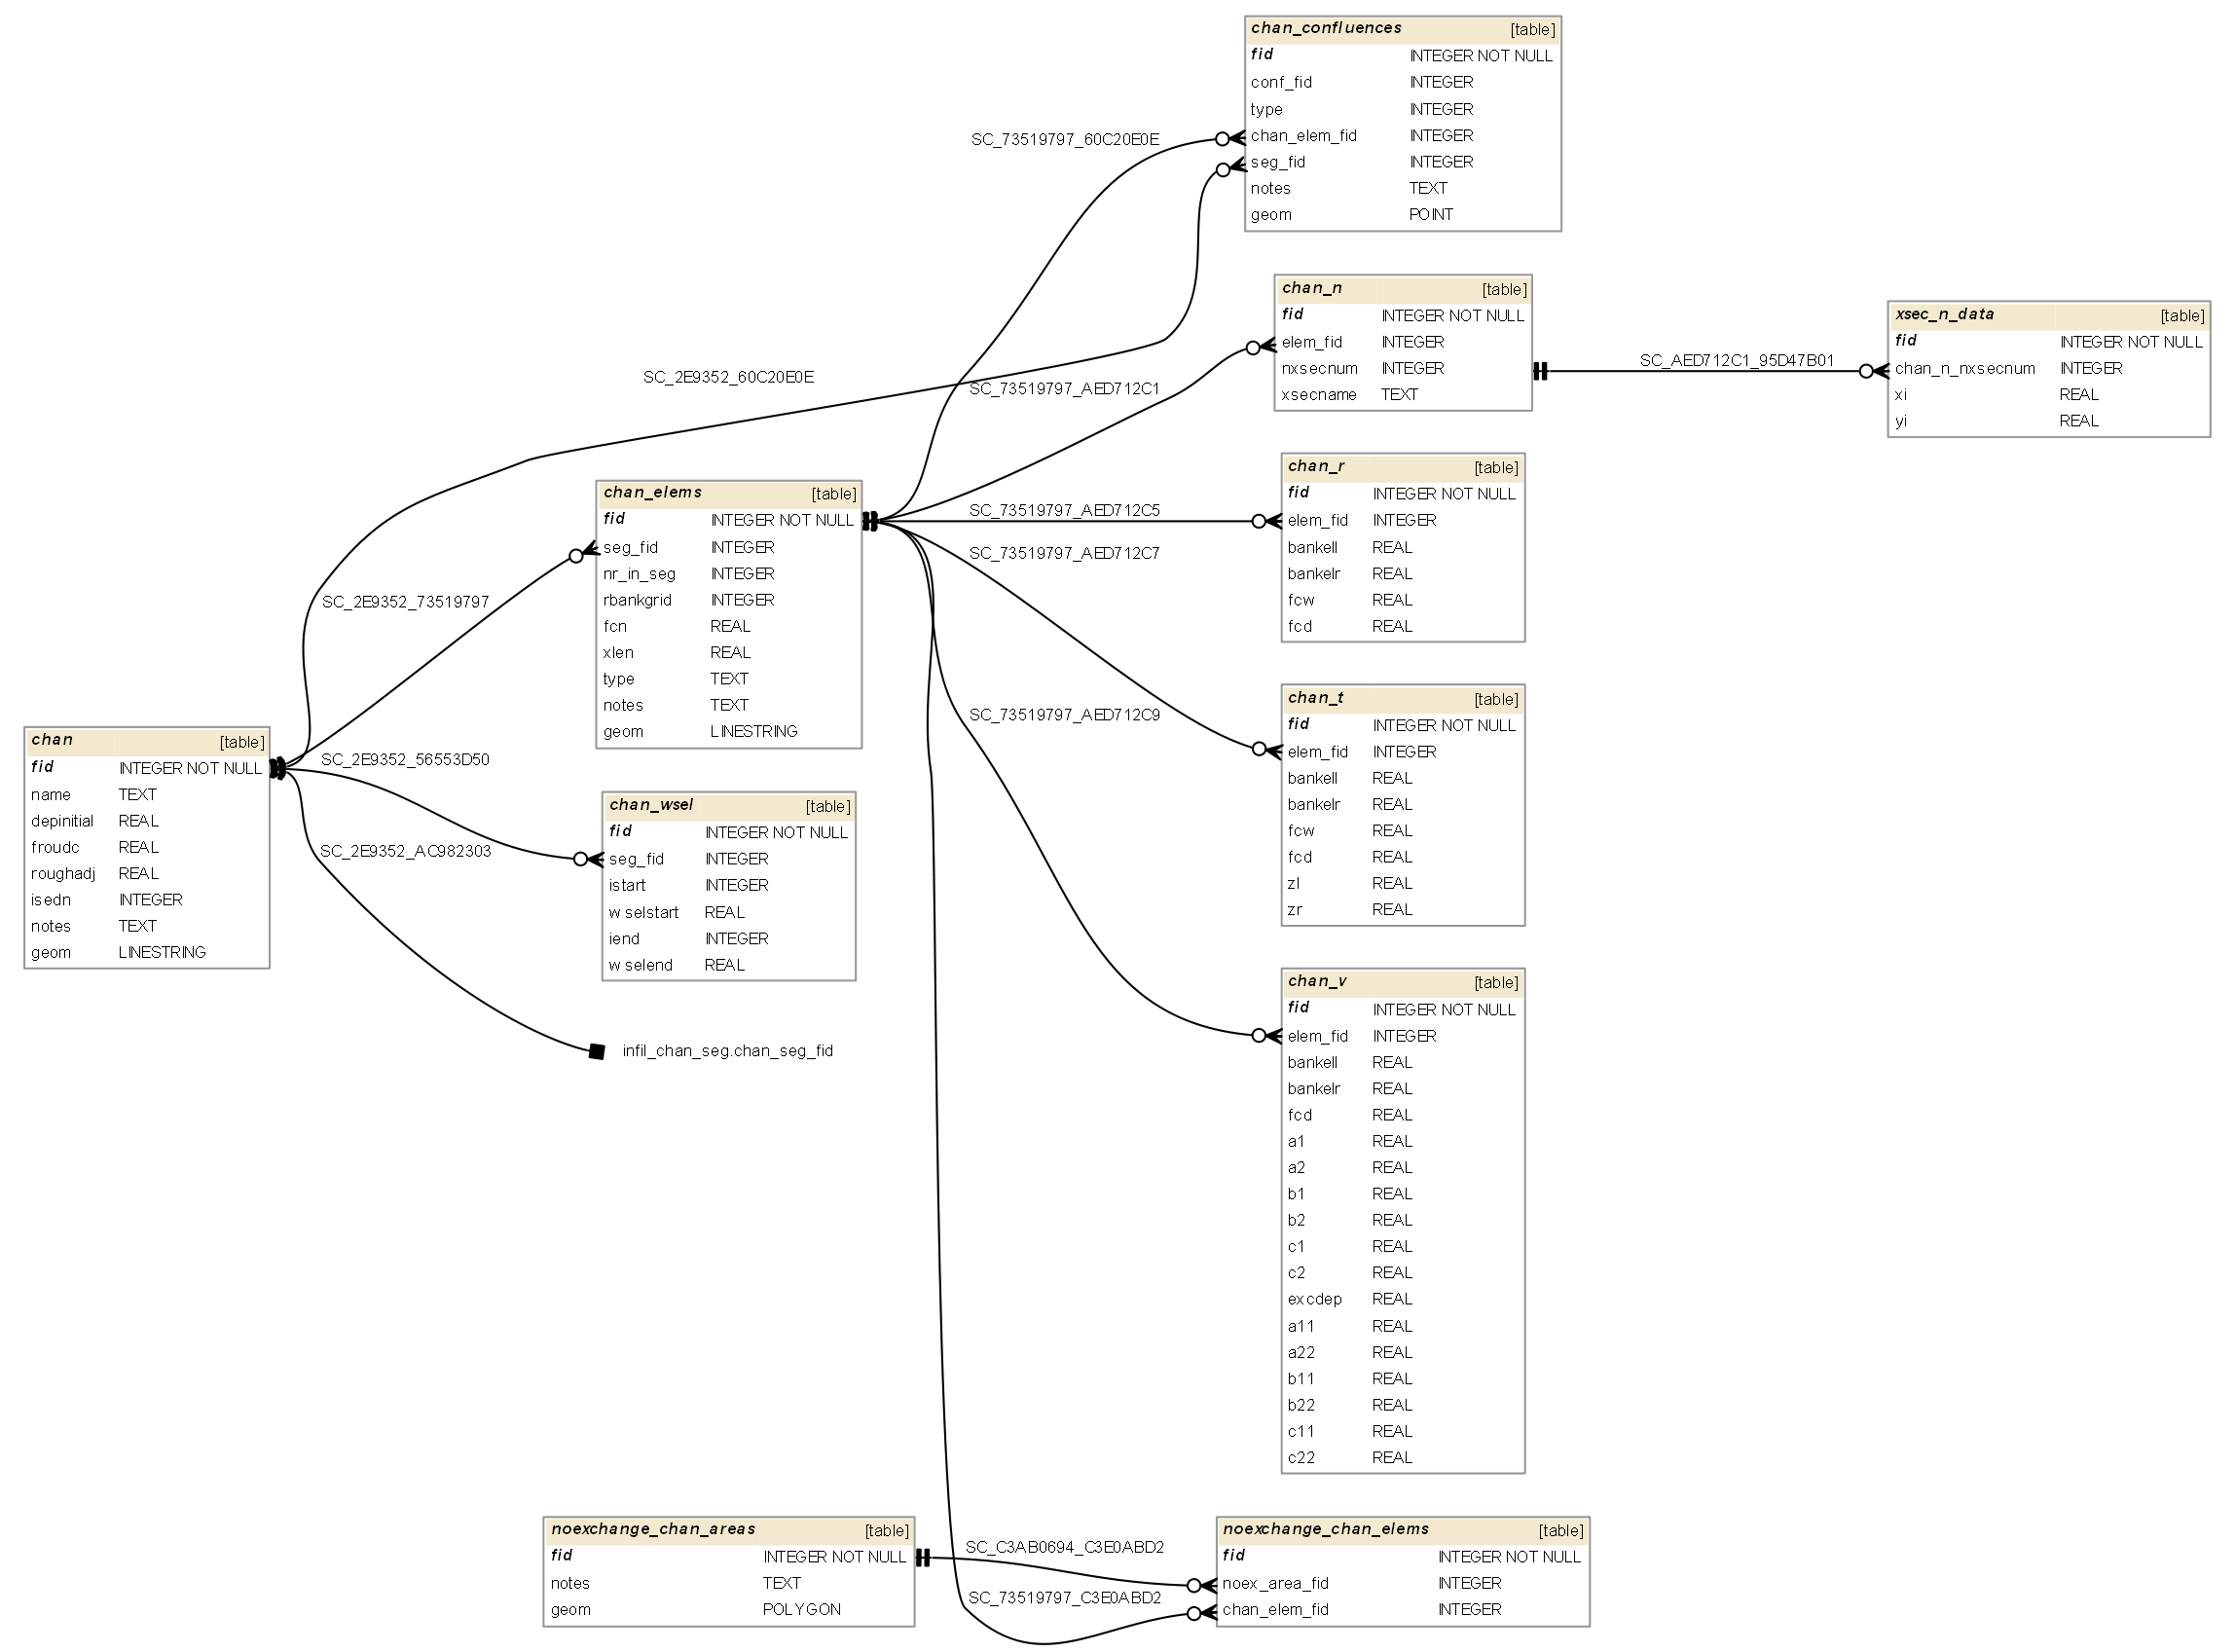 chan_confluences [table]
fid INTEGER NOT NULL
conf_fid INTEGER
type INTEGER
chan_elem_fid INTEGER
seg_fid INTEGER
notes TEXT
geom POINT
SC_73519797_60C20E0E
SC_2E9352_60C20E0E
chan_n [table]
fid INTEGER NOT NULL
elem_fid INTEGER
nxsecnum INTEGER
xsecname TEXT
SC_73519797_AED712C1
SC_AED712C1_95D47B01
xsec_n_data [table]
fid INTEGER NOT NULL
chan_n_nxsecnum INTEGER
xi REAL
yi REAL
chan_elems [table]
fid INTEGER NOT NULL
seg_fid INTEGER
nr_in_seg INTEGER
rbankgrid INTEGER
fcn REAL
xlen REAL
type TEXT
notes TEXT
geom LINESTRING
SC_73519797_AED712C5
chan_r [table]
fid INTEGER NOT NULL
elem_fid INTEGER
bankell REAL
bankelr REAL
fcw REAL
fcd REAL
SC_73519797_AED712C7
SC_2E9352_73519797
chan_t [table]
fid INTEGER NOT NULL
elem_fid INTEGER
bankell REAL
bankelr REAL
fcw REAL
fcd REAL
zl REAL
zr REAL
SC_73519797_AED712C9
chan [table]
fid INTEGER NOT NULL
name TEXT
depinitial REAL
froudc REAL
roughadj REAL
isedn INTEGER
notes TEXT
geom LINESTRING
SC_2E9352_56553D50
chan_wsel [table]
fid INTEGER NOT NULL
seg_fid INTEGER
istart INTEGER
wselstart REAL
iend INTEGER
wselend REAL
SC_2E9352_AC982303
infil_chan_seg.chan_seg_fid
chan_v [table]
fid INTEGER NOT NULL
elem_fid INTEGER
bankell REAL
bankelr REAL
fcd REAL
a1 REAL
a2 REAL
b1 REAL
b2 REAL
c1 REAL
c2 REAL
excdep REAL
a11 REAL
a22 REAL
b11 REAL
b22 REAL
c11 REAL
c22 REAL
noexchange_chan_areas [table]
fid INTEGER NOT NULL
notes TEXT
geom POLYGON
SC_C3AB0694_C3E0ABD2
SC_73519797_C3E0ABD2
noexchange_chan_elems [table]
fid INTEGER NOT NULL
noex_area_fid INTEGER
chan_elem_fid INTEGER